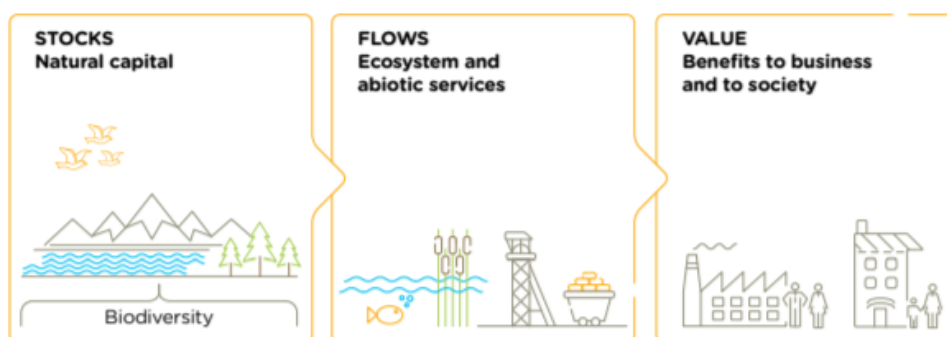 STOCKS
Natural capital
Biodiversity
FLOWS
Ecosystem and
abiotic services
VALUE
Benefits to business
and to society